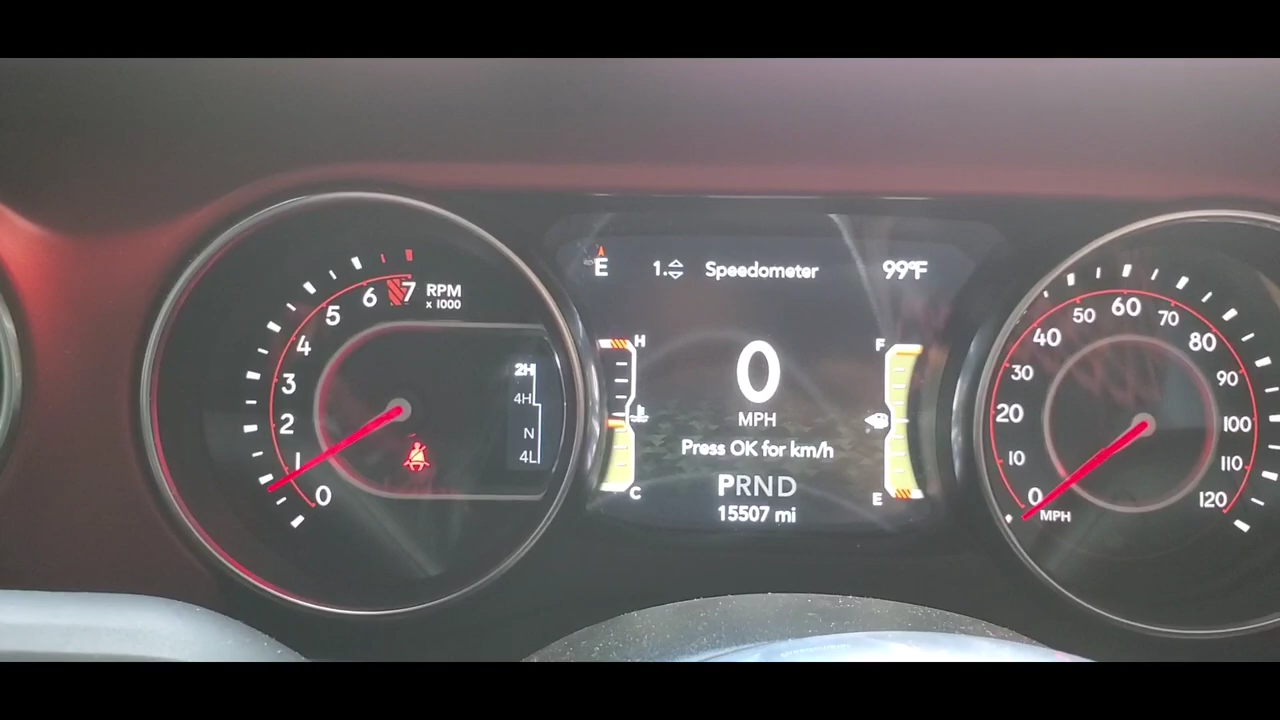 E 1. Speedometer 99°F
7 RPM
x 1000
6
5
4
3
2
1
0
2H
4H
N
4L
H
C
0
MPH
Press OK for km/h
PRND
15507 mi
F
E
0
10
20
30
40
50
60
70
80
90
100
110
120
MPH